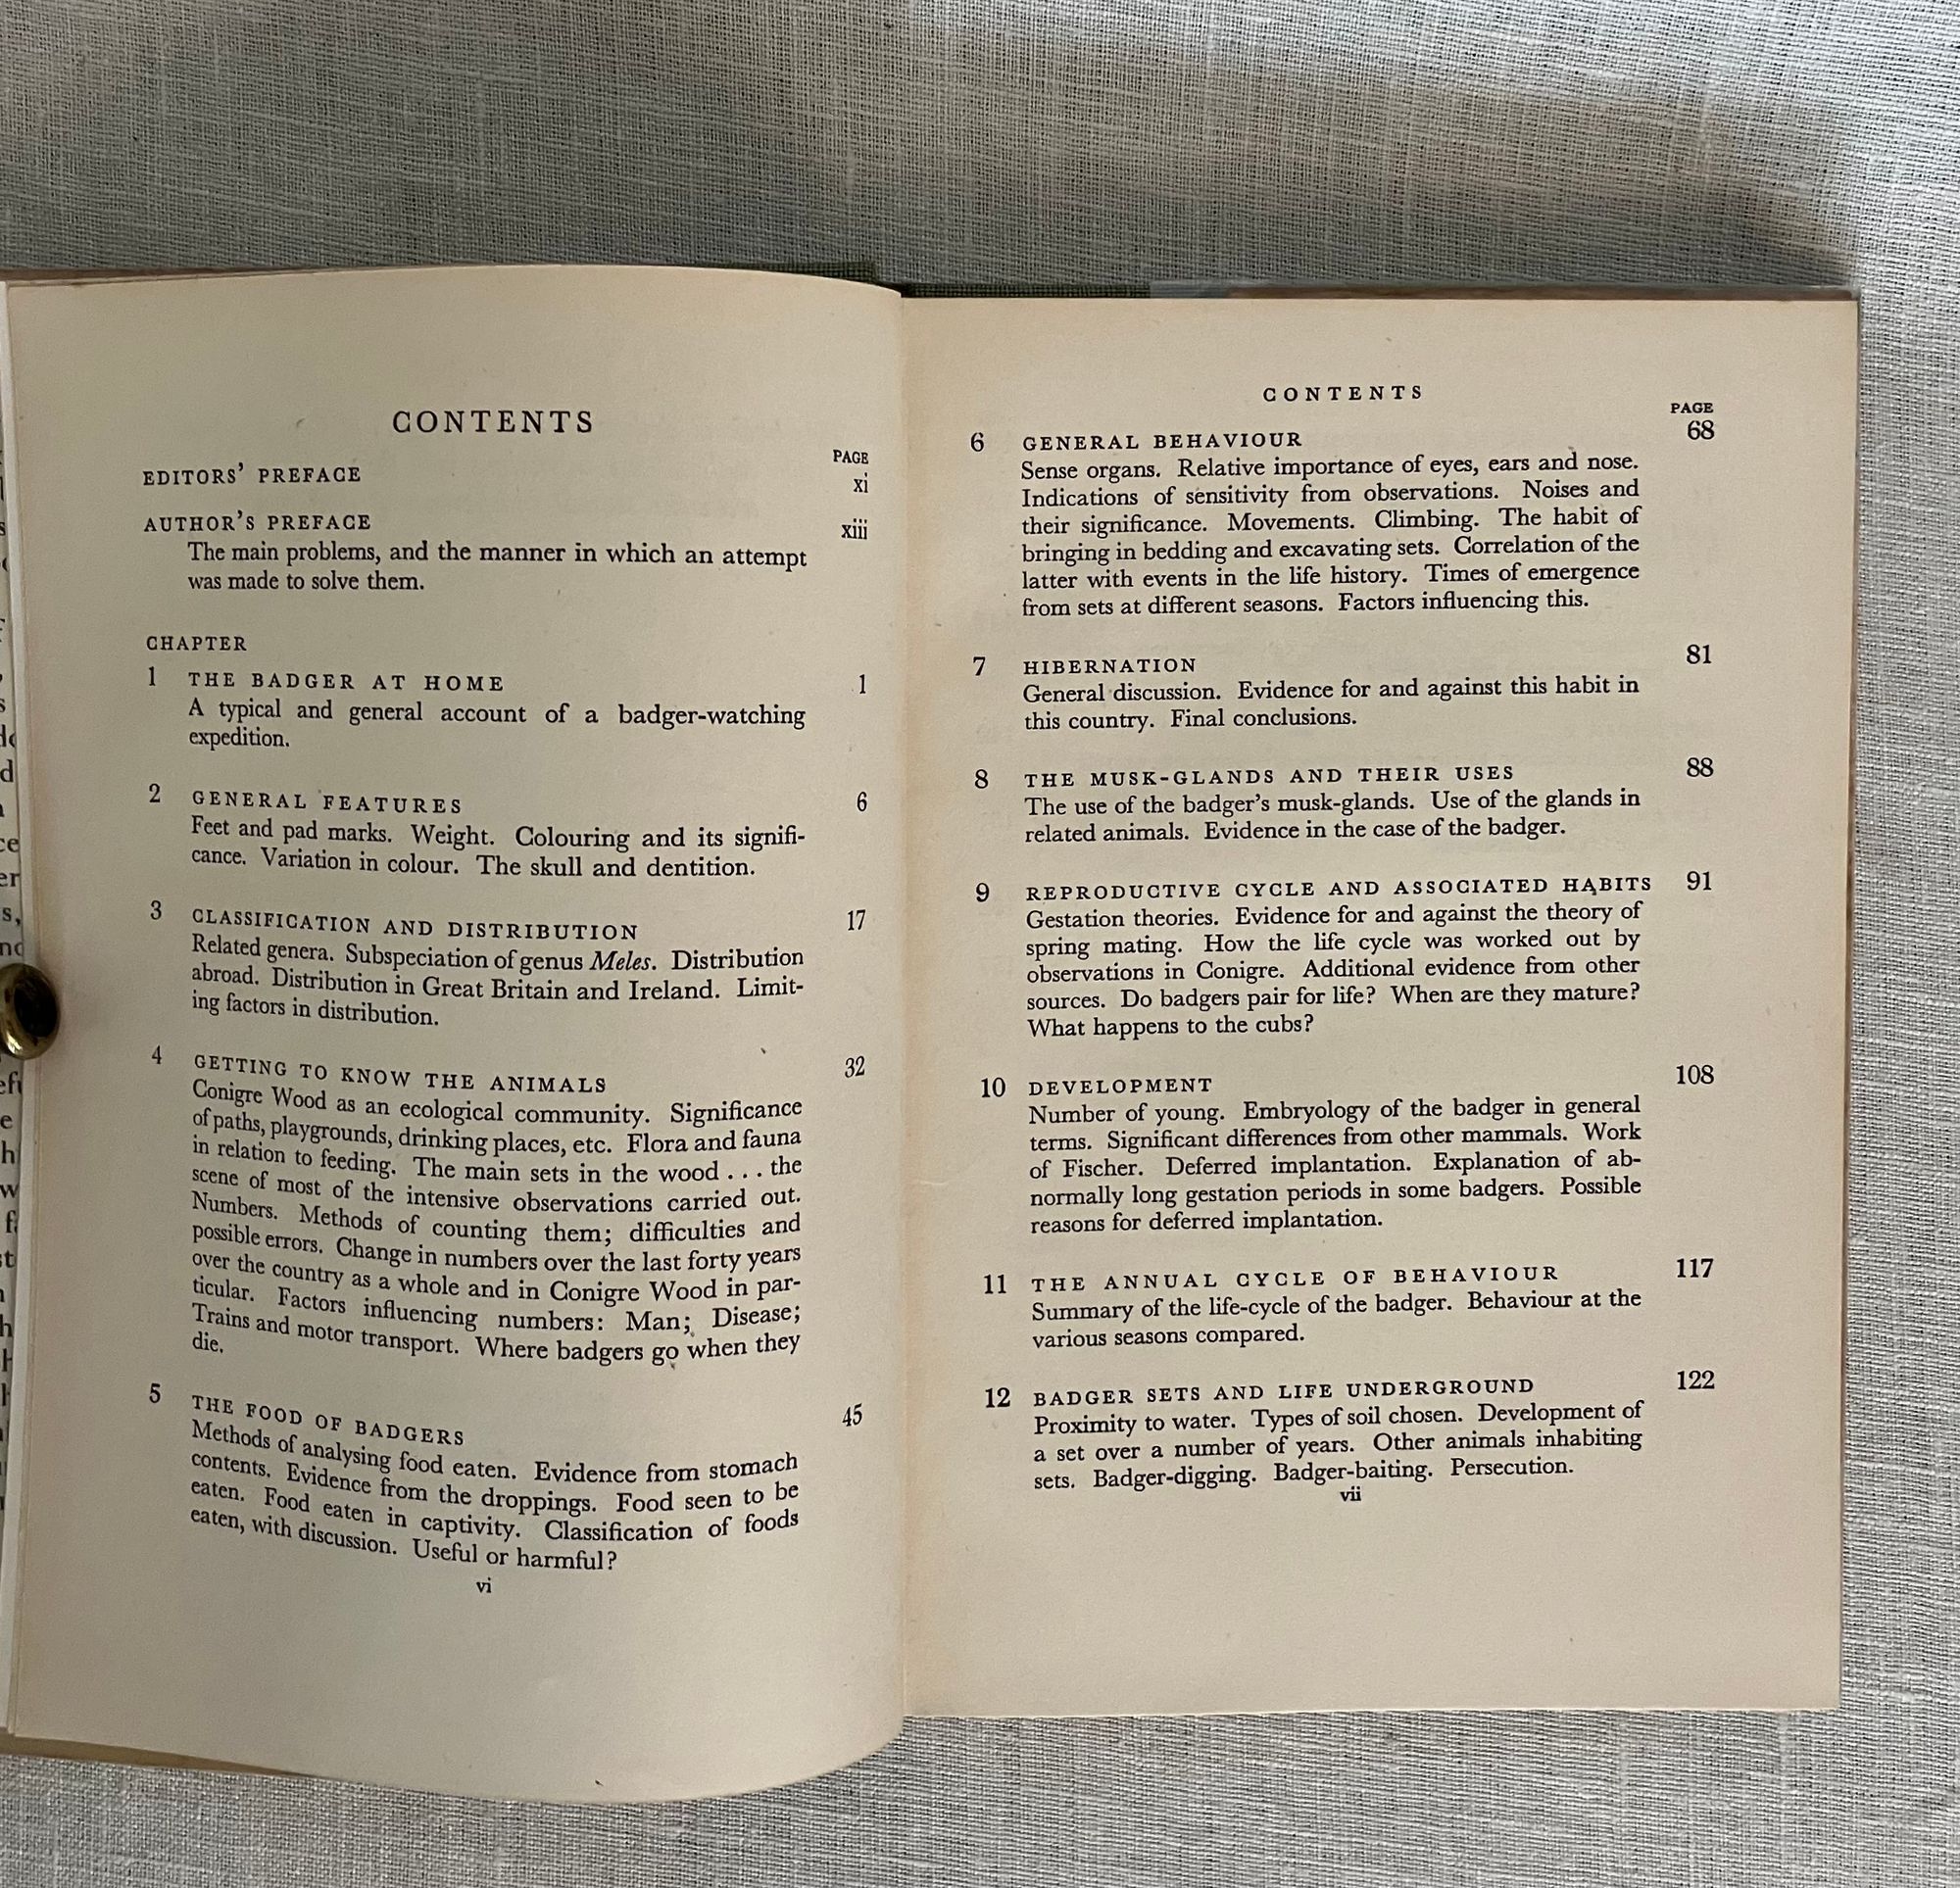 CONTENTS
PAGE
EDITORS' PREFACE xi
AUTHOR'S PREFACE xiii
The main problems, and the manner in which an attempt
was made to solve them.
CHAPTER
1 THE BADGER AT HOME 1
A typical and general account of a badger-watching
expedition.
2 GENERAL FEATURES 6
Feet and pad marks. Weight. Colouring and its signifi-
cance. Variation in colour. The skull and dentition.
3 CLASSIFICATION AND DISTRIBUTION 17
Related genera. Subspeciation of genus Meles. Distribution
abroad. Distribution in Great Britain and Ireland. Limit-
ing factors in distribution.
4 GETTING TO KNOW THE ANIMALS 32
Conigre Wood as an ecological community. Significance
of paths, playgrounds, drinking places, etc. Flora and fauna
in relation to feeding. The main sets in the wood . . . the
scene of most of the intensive observations carried out.
Numbers. Methods of counting them; difficulties and
possible errors. Change in numbers over the last forty years
over the country as a whole and in Conigre Wood in par-
ticular. Factors influencing numbers: Man; Disease;
Trains and motor transport. Where badgers go when they
die.
5 THE FOOD OF BADGERS 45
Methods of analysing food eaten. Evidence from stomach
contents. Evidence from the droppings. Food seen to be
eaten. Food eaten in captivity. Classification of foods
eaten, with discussion. Useful or harmful?
vi
CONTENTS
PAGE
6 GENERAL BEHAVIOUR 68
Sense organs. Relative importance of eyes, ears and nose.
Indications of sensitivity from observations. Noises and
their significance. Movements. Climbing. The habit of
bringing in bedding and excavating sets. Correlation of the
latter with events in the life history. Times of emergence
from sets at different seasons. Factors influencing this.
7 HIBERNATION 81
General discussion. Evidence for and against this habit in
this country. Final conclusions.
8 THE MUSK-GLANDS AND THEIR USES 88
The use of the badger's musk-glands. Use of the glands in
related animals. Evidence in the case of the badger.
9 REPRODUCTIVE CYCLE AND ASSOCIATED HABITS 91
Gestation theories. Evidence for and against the theory of
spring mating. How the life cycle was worked out by
observations in Conigre. Additional evidence from other
sources. Do badgers pair for life? When are they mature?
What happens to the cubs?
10 DEVELOPMENT 108
Number of young. Embryology of the badger in general
terms. Significant differences from other mammals. Work
of Fischer. Deferred implantation. Explanation of ab-
normally long gestation periods in some badgers. Possible
reasons for deferred implantation.
11 THE ANNUAL CYCLE OF BEHAVIOUR 117
Summary of the life-cycle of the badger. Behaviour at the
various seasons compared.
12 BADGER SETS AND LIFE UNDERGROUND 122
Proximity to water. Types of soil chosen. Development of
a set over a number of years. Other animals inhabiting
sets. Badger-digging. Badger-baiting. Persecution.
vii